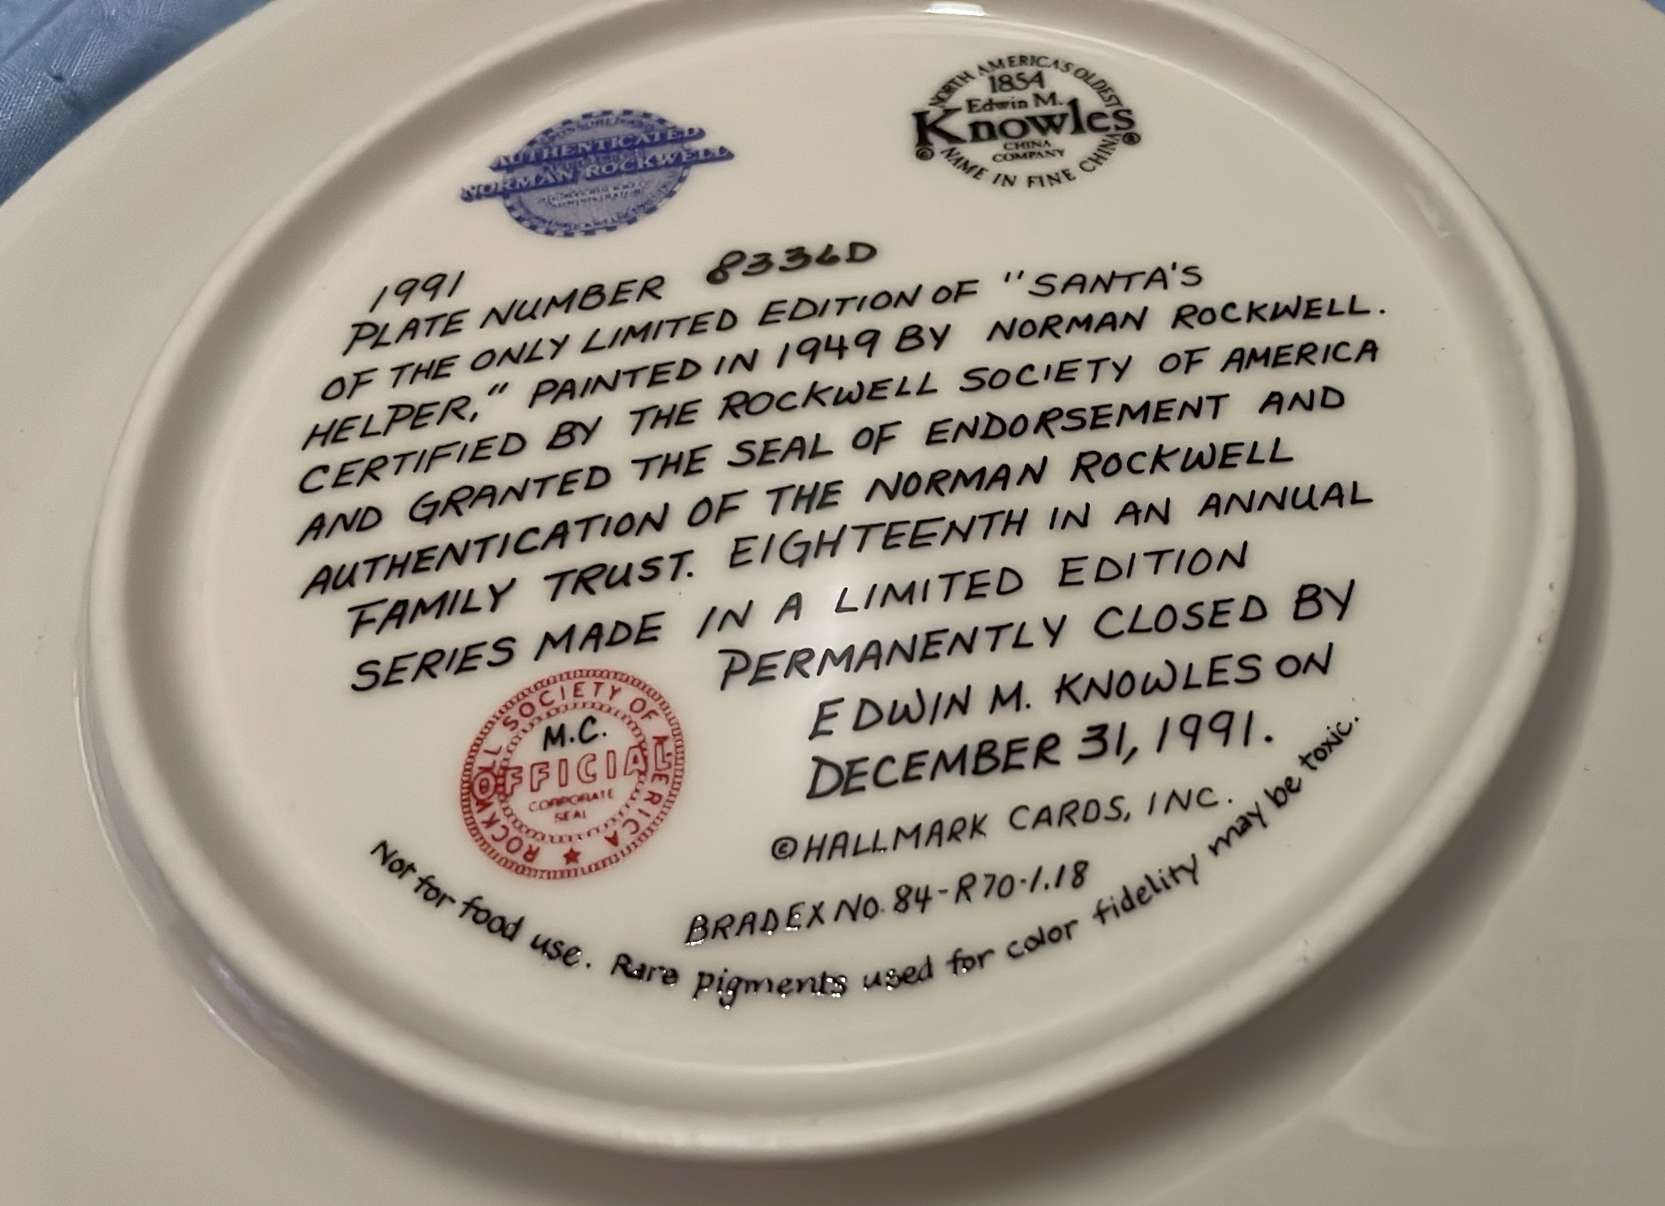 AUTHENTICATED
NORMAN ROCKWELL
NORTH AMERICA'S OLDEST
1854
Edwin M.
Knowles
CHINA
COMPANY
NAME IN FINE CHINA
© ®
1991
PLATE NUMBER 8336D
OF THE ONLY LIMITED EDITION OF "SANTA'S
HELPER," PAINTED IN 1949 BY NORMAN ROCKWELL.
CERTIFIED BY THE ROCKWELL SOCIETY OF AMERICA
AND GRANTED THE SEAL OF ENDORSEMENT AND
AUTHENTICATION OF THE NORMAN ROCKWELL
FAMILY TRUST. EIGHTEENTH IN AN ANNUAL
SERIES MADE IN A LIMITED EDITION
PERMANENTLY CLOSED BY
EDWIN M. KNOWLES ON
DECEMBER 31, 1991.
ROCKWELL SOCIETY OF AMERICA
M.C.
OFFICIAL
CORPORATE
SEAL
©HALLMARK CARDS, INC.
BRADEX NO. 84-R70-1.18
Not for food use. Rare pigments used for color fidelity may be toxic.